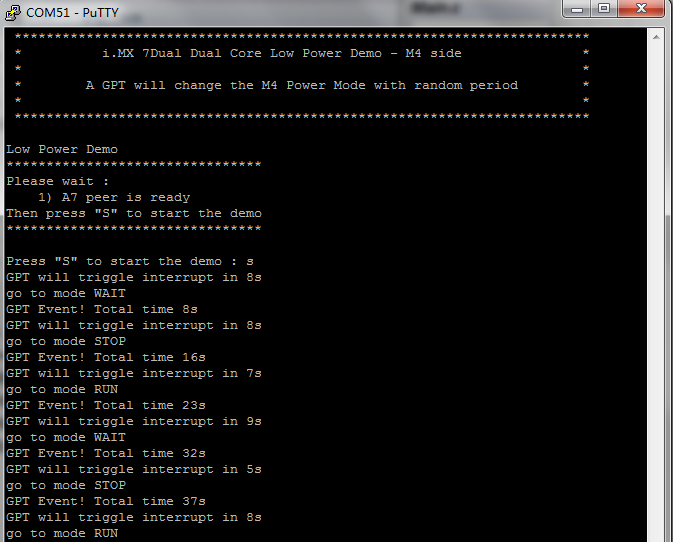 COM51 - PuTTY
************************************************************************
* i.MX 7Dual Dual Core Low Power Demo - M4 side *
* *
* A GPT will change the M4 Power Mode with random period *
* *
************************************************************************
Low Power Demo
********************************
Please wait :
1) A7 peer is ready
Then press "S" to start the demo
********************************
Press "S" to start the demo : s
GPT will triggle interrupt in 8s
go to mode WAIT
GPT Event! Total time 8s
GPT will triggle interrupt in 8s
go to mode STOP
GPT Event! Total time 16s
GPT will triggle interrupt in 7s
go to mode RUN
GPT Event! Total time 23s
GPT will triggle interrupt in 9s
go to mode WAIT
GPT Event! Total time 32s
GPT will triggle interrupt in 5s
go to mode STOP
GPT Event! Total time 37s
GPT will triggle interrupt in 8s
go to mode RUN